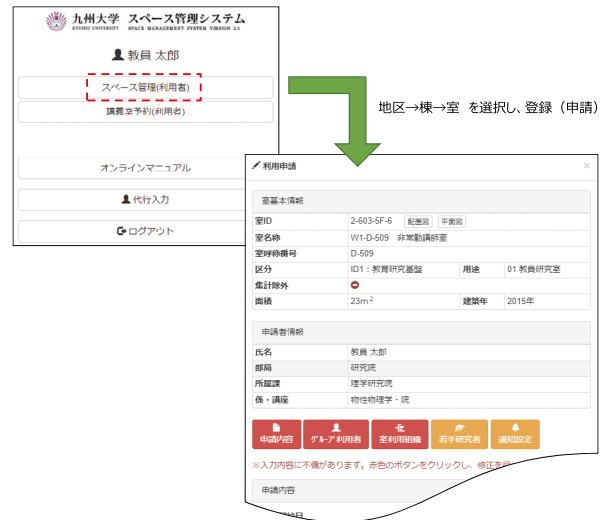 九州大学 スペース管理システム
KYUSHU UNIVERSITY SPACE MANAGEMENT SYSTEM VERSION 2.0
教員 太郎
スペース管理(利用者)
講義室予約(利用者)
オンラインマニュアル
代行入力
ログアウト
地区→棟→室 を選択し、登録（申請）
利用申請 ×
室基本情報
室ID 2-603-5F-6 配置図 平面図
室名称 W1-D-509 非常勤講師室
室呼称番号 D-509
区分 ID1：教育研究基盤 用途 01.教員研究室
集計除外
面積 23m² 建築年 2015年
申請者情報
氏名 教員 太郎
部局 研究院
所属課 理学研究院
係・講座 物性物理学・院
申請内容 グループ利用者 室利用組織 若手研究者 通知設定
※入力内容に不備があります。赤色のボタンをクリックし、修正を
申請内容